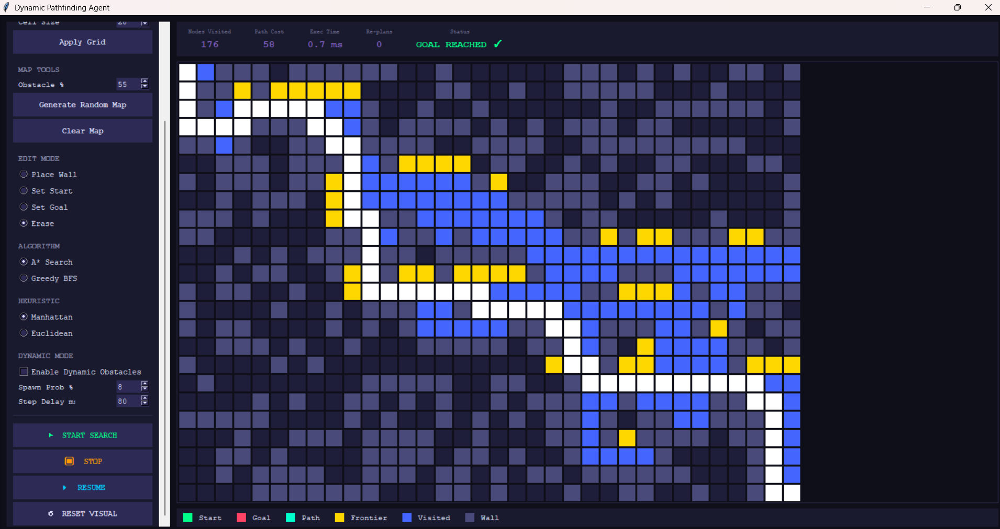 Dynamic Pathfinding Agent
Cell Size 20
Apply Grid
MAP TOOLS
Obstacle % 55
Generate Random Map
Clear Map
EDIT MODE
Place Wall
Set Start
Set Goal
Erase
ALGORITHM
A* Search
Greedy BFS
HEURISTIC
Manhattan
Euclidean
DYNAMIC MODE
Enable Dynamic Obstacles
Spawn Prob % 8
Step Delay ms 80
START SEARCH
STOP
RESUME
RESET VISUAL
Nodes Visited Path Cost Exec Time Re-plans Status
176 58 0.7 ms 0 GOAL REACHED ✓
Start Goal Path Frontier Visited Wall